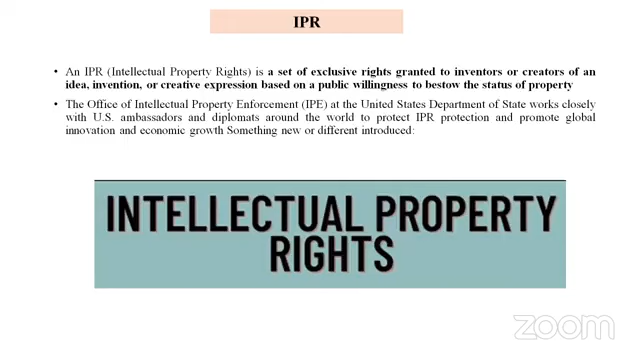 IPR
• An IPR (Intellectual Property Rights) is a set of exclusive rights granted to inventors or creators of an
idea, invention, or creative expression based on a public willingness to bestow the status of property
• The Office of Intellectual Property Enforcement (IPE) at the United States Department of State works closely
with U.S. ambassadors and diplomats around the world to protect IPR protection and promote global
innovation and economic growth Something new or different introduced:
INTELLECTUAL PROPERTY
RIGHTS
zoom